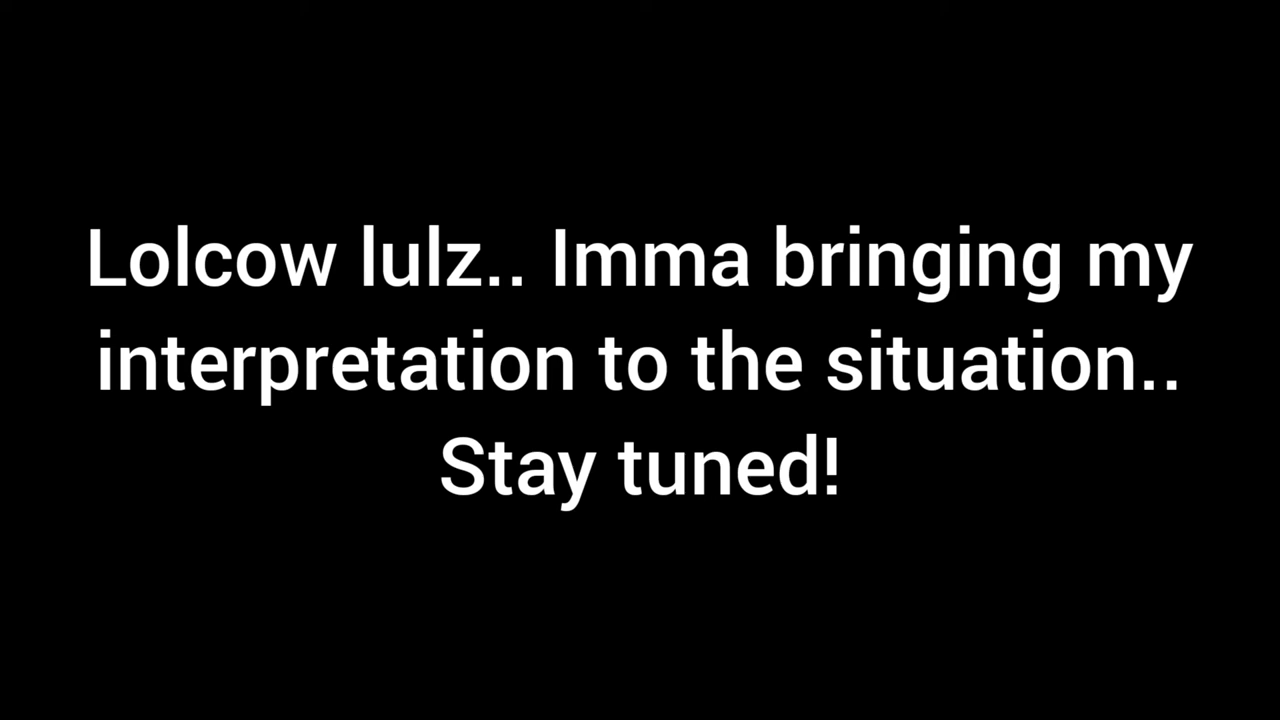 Lolcow lulz.. Imma bringing my
interpretation to the situation..
Stay tuned!